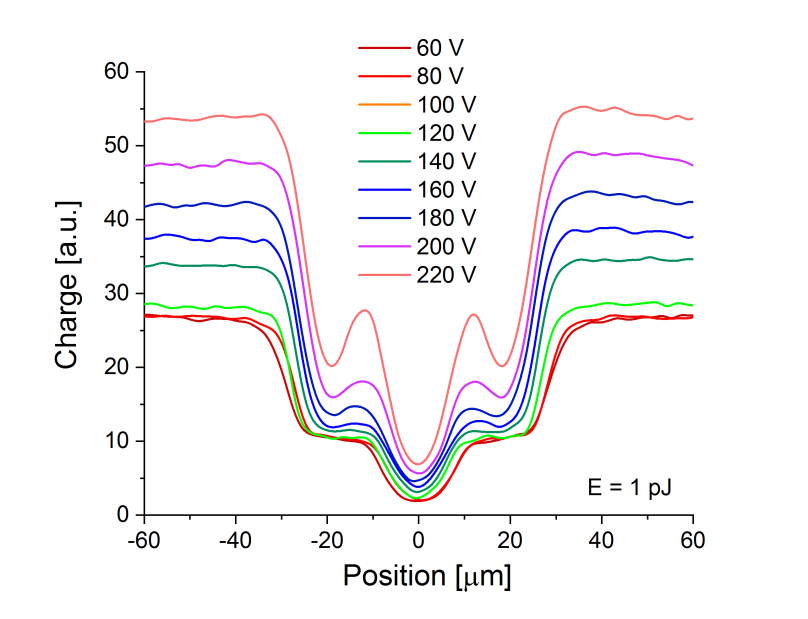 60 V
80 V
100 V
120 V
140 V
160 V
180 V
200 V
220 V
60
50
40
30
20
10
0
Charge [a.u.]
E = 1 pJ
-60 -40 -20 0 20 40 60
Position [μm]